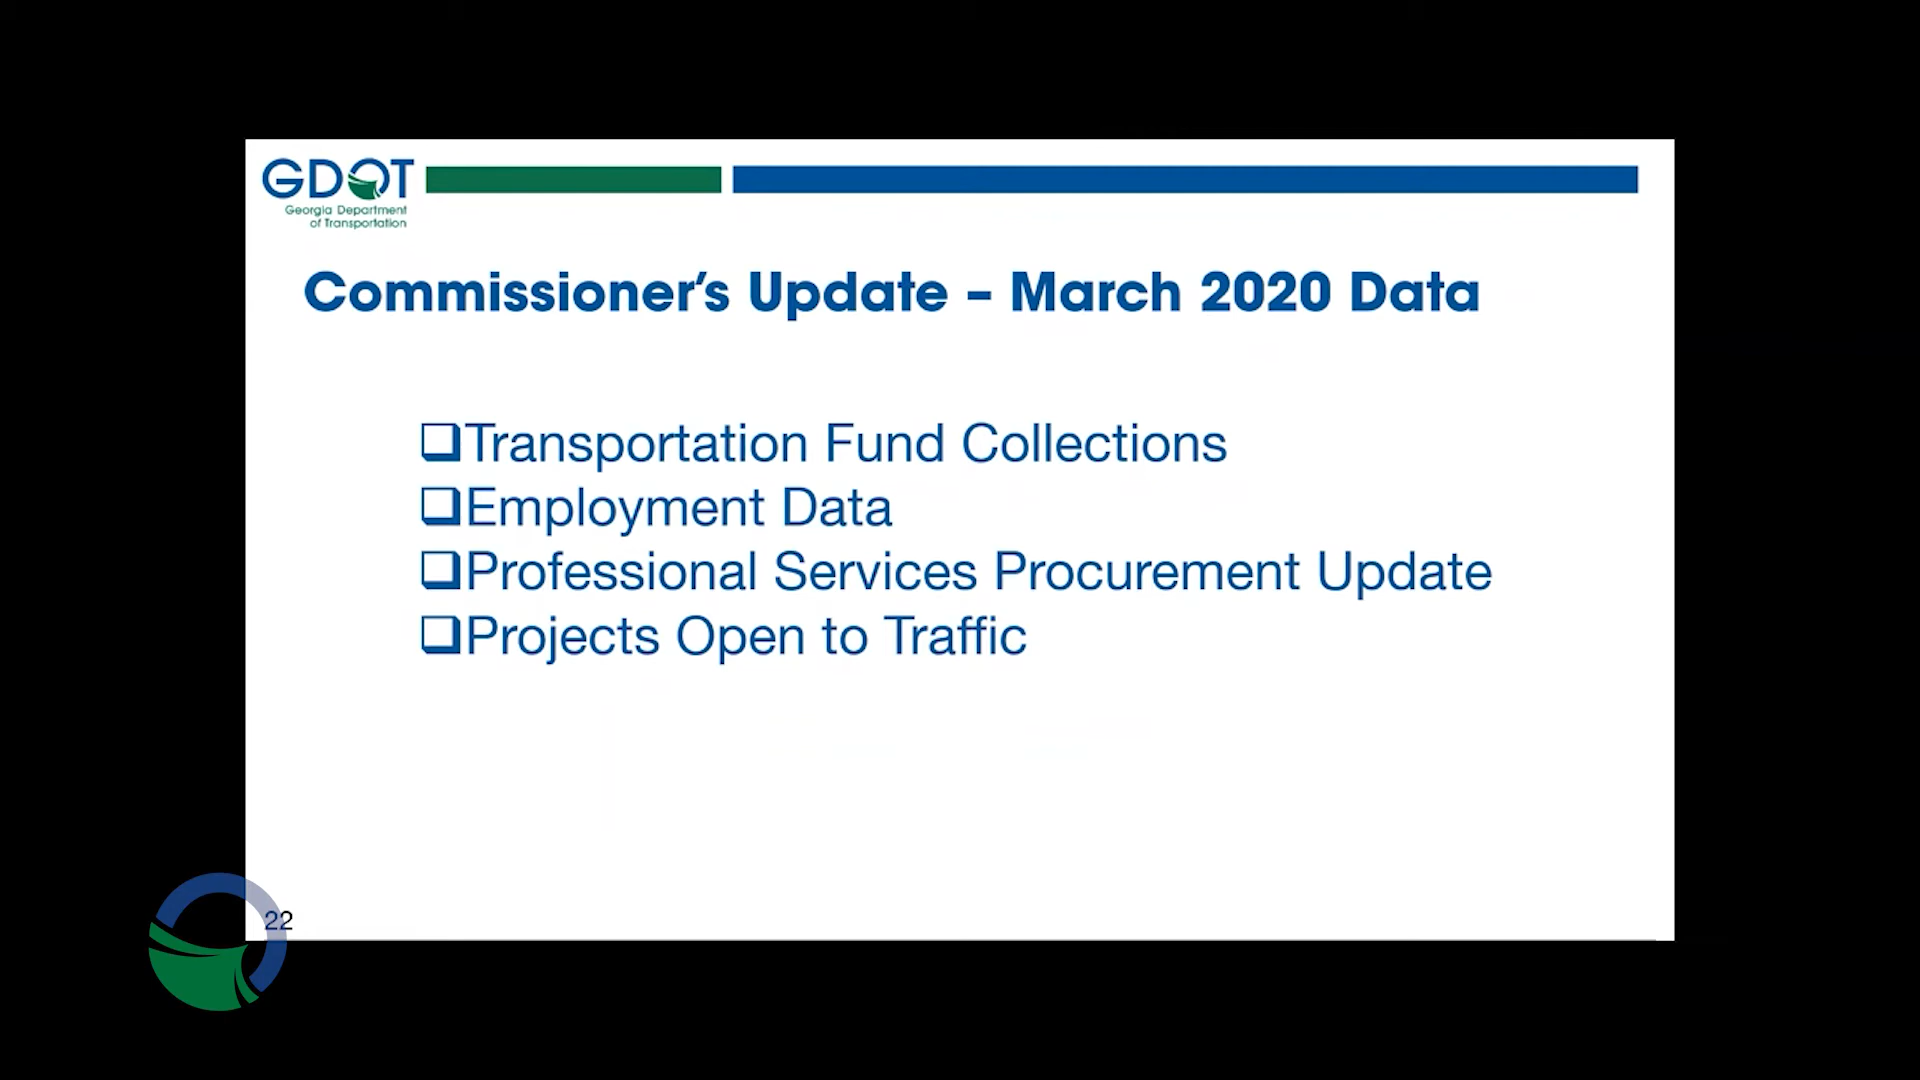 GDOT
Georgia Department
of Transportation
Commissioner’s Update – March 2020 Data
❑Transportation Fund Collections
❑Employment Data
❑Professional Services Procurement Update
❑Projects Open to Traffic
22